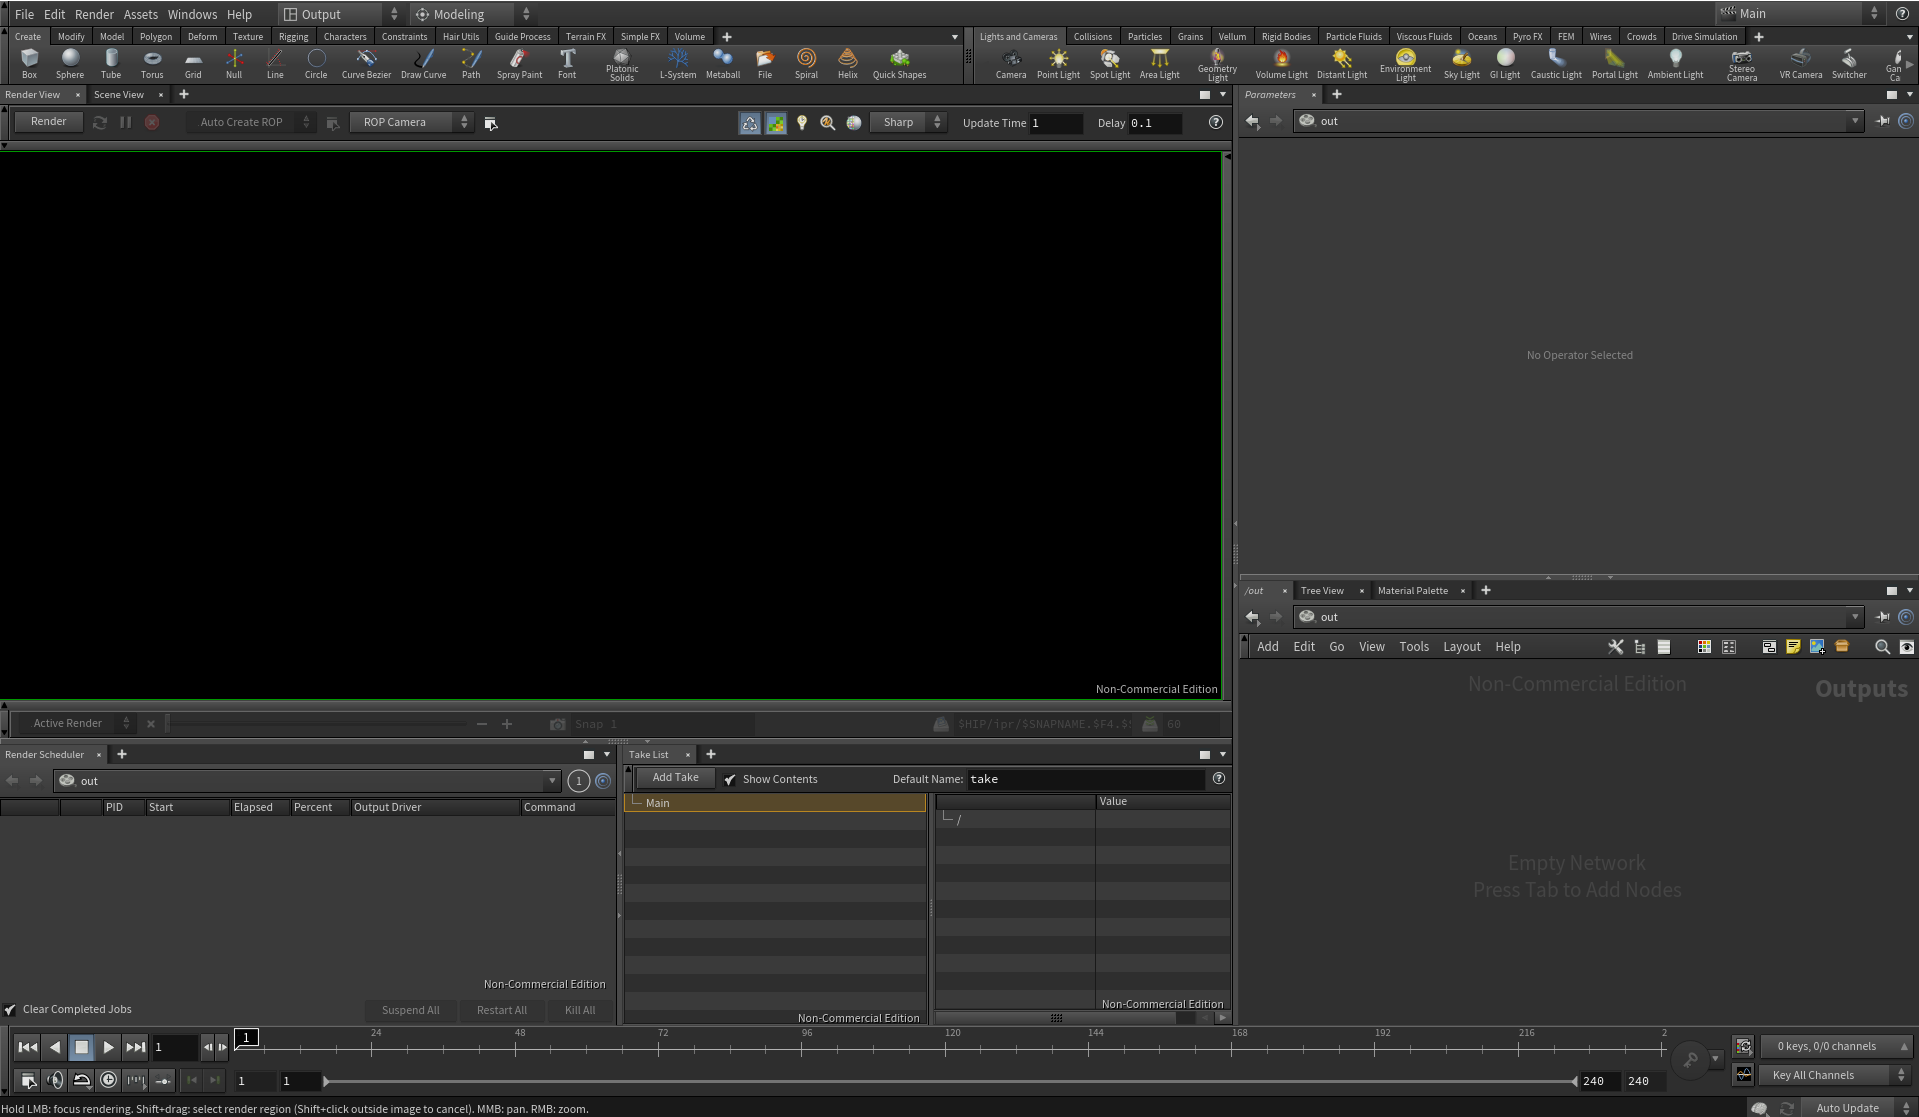 File Edit Render Assets Windows Help Output Modeling Main
Create Modify Model Polygon Deform Texture Rigging Characters Constraints Hair Utils Guide Process Terrain FX Simple FX Volume
Lights and Cameras Collisions Particles Grains Vellum Rigid Bodies Particle Fluids Viscous Fluids Oceans Pyro FX FEM Wires Crowds Drive Simulation
Box Sphere Tube Torus Grid Null Line Circle Curve Bezier Draw Curve Path Spray Paint Font Platonic Solids L-System Metaball File Spiral Helix Quick Shapes
Camera Point Light Spot Light Area Light Geometry Light Volume Light Distant Light Environment Light Sky Light GI Light Caustic Light Portal Light Ambient Light Stereo Camera VR Camera Switcher Gan Ca
Render View Scene View
Render Auto Create ROP ROP Camera Sharp Update Time 1 Delay 0.1
Non-Commercial Edition
Active Render Snap 1 $HIP/ipr/$SNAPNAME.$F4.$ 60
Parameters
out
No Operator Selected
/out Tree View Material Palette
out
Add Edit Go View Tools Layout Help
Non-Commercial Edition Outputs
Empty Network
Press Tab to Add Nodes
Render Scheduler
out 1
PID Start Elapsed Percent Output Driver Command
Non-Commercial Edition
Clear Completed Jobs Suspend All Restart All Kill All
Take List
Add Take Show Contents Default Name: take
Main
Non-Commercial Edition
Value
/
Non-Commercial Edition
1 1 24 48 72 96 120 144 168 192 216 2
0 keys, 0/0 channels
1 1 240 240 Key All Channels
Hold LMB: focus rendering. Shift+drag: select render region (Shift+click outside image to cancel). MMB: pan. RMB: zoom. Auto Update